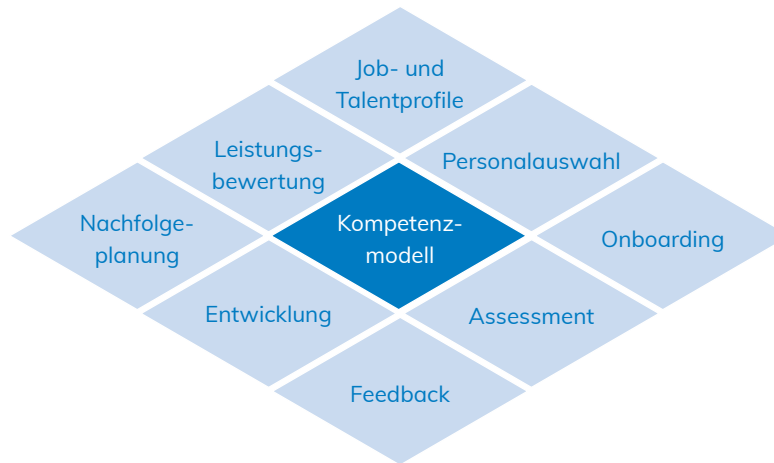 Job- und
Talentprofile
Leistungs-
bewertung
Personalauswahl
Nachfolge-
planung
Kompetenz-
modell
Onboarding
Entwicklung
Assessment
Feedback